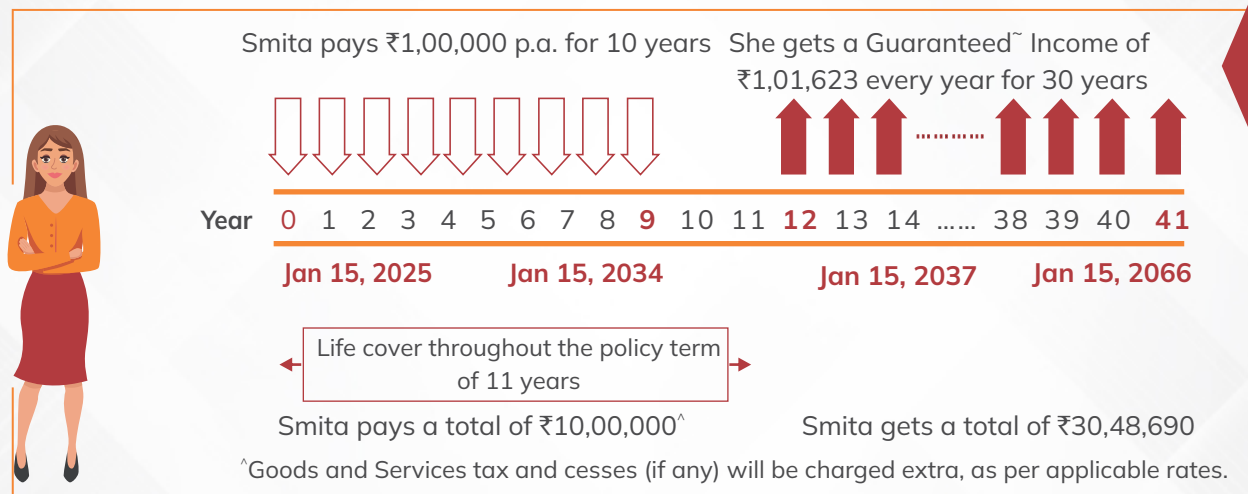 Smita pays ₹1,00,000 p.a. for 10 years
She gets a Guaranteed~ Income of
₹1,01,623 every year for 30 years
Year 0 1 2 3 4 5 6 7 8 9 10 11 12 13 14 ...... 38 39 40 41
Jan 15, 2025 Jan 15, 2034 Jan 15, 2037 Jan 15, 2066
Life cover throughout the policy term
of 11 years
Smita pays a total of ₹10,00,000^ Smita gets a total of ₹30,48,690
^Goods and Services tax and cesses (if any) will be charged extra, as per applicable rates.